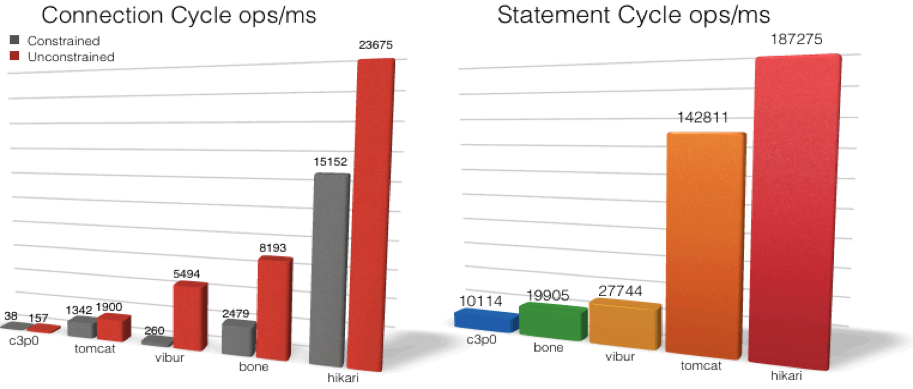 Connection Cycle ops/ms
Constrained
Unconstrained
38
157
c3p0
1342
1900
tomcat
260
5494
vibur
2479
8193
bone
15152
23675
hikari
Statement Cycle ops/ms
10114
c3p0
19905
bone
27744
vibur
142811
tomcat
187275
hikari